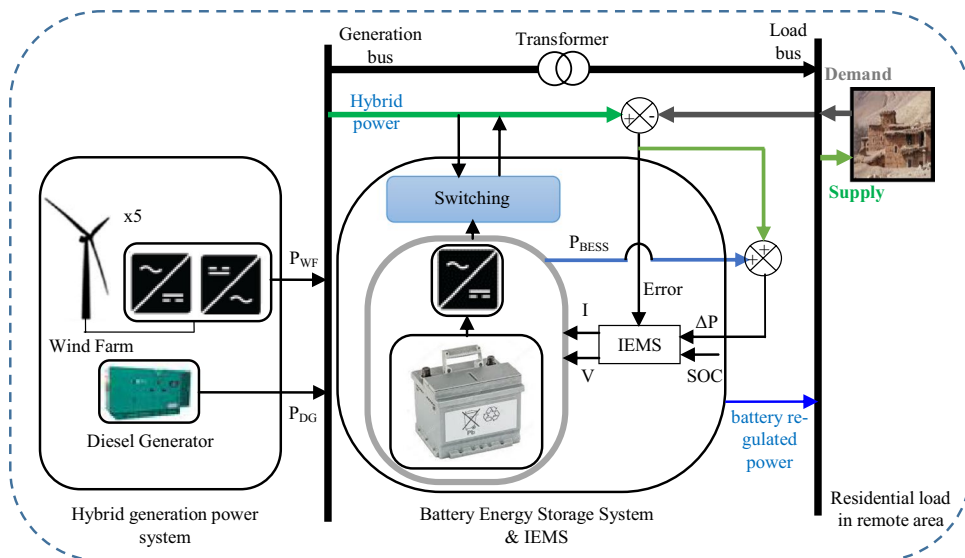 Generation
bus
Transformer
Load
bus
Demand
Hybrid
power
+
-
Supply
Switching
x5
P_WF
P_BESS
+
+
Error
I
ΔP
IEMS
V
SOC
Wind Farm
P_DG
Diesel Generator
Pb
battery re-
gulated
power
Hybrid generation power
system
Battery Energy Storage System
& IEMS
Residential load
in remote area